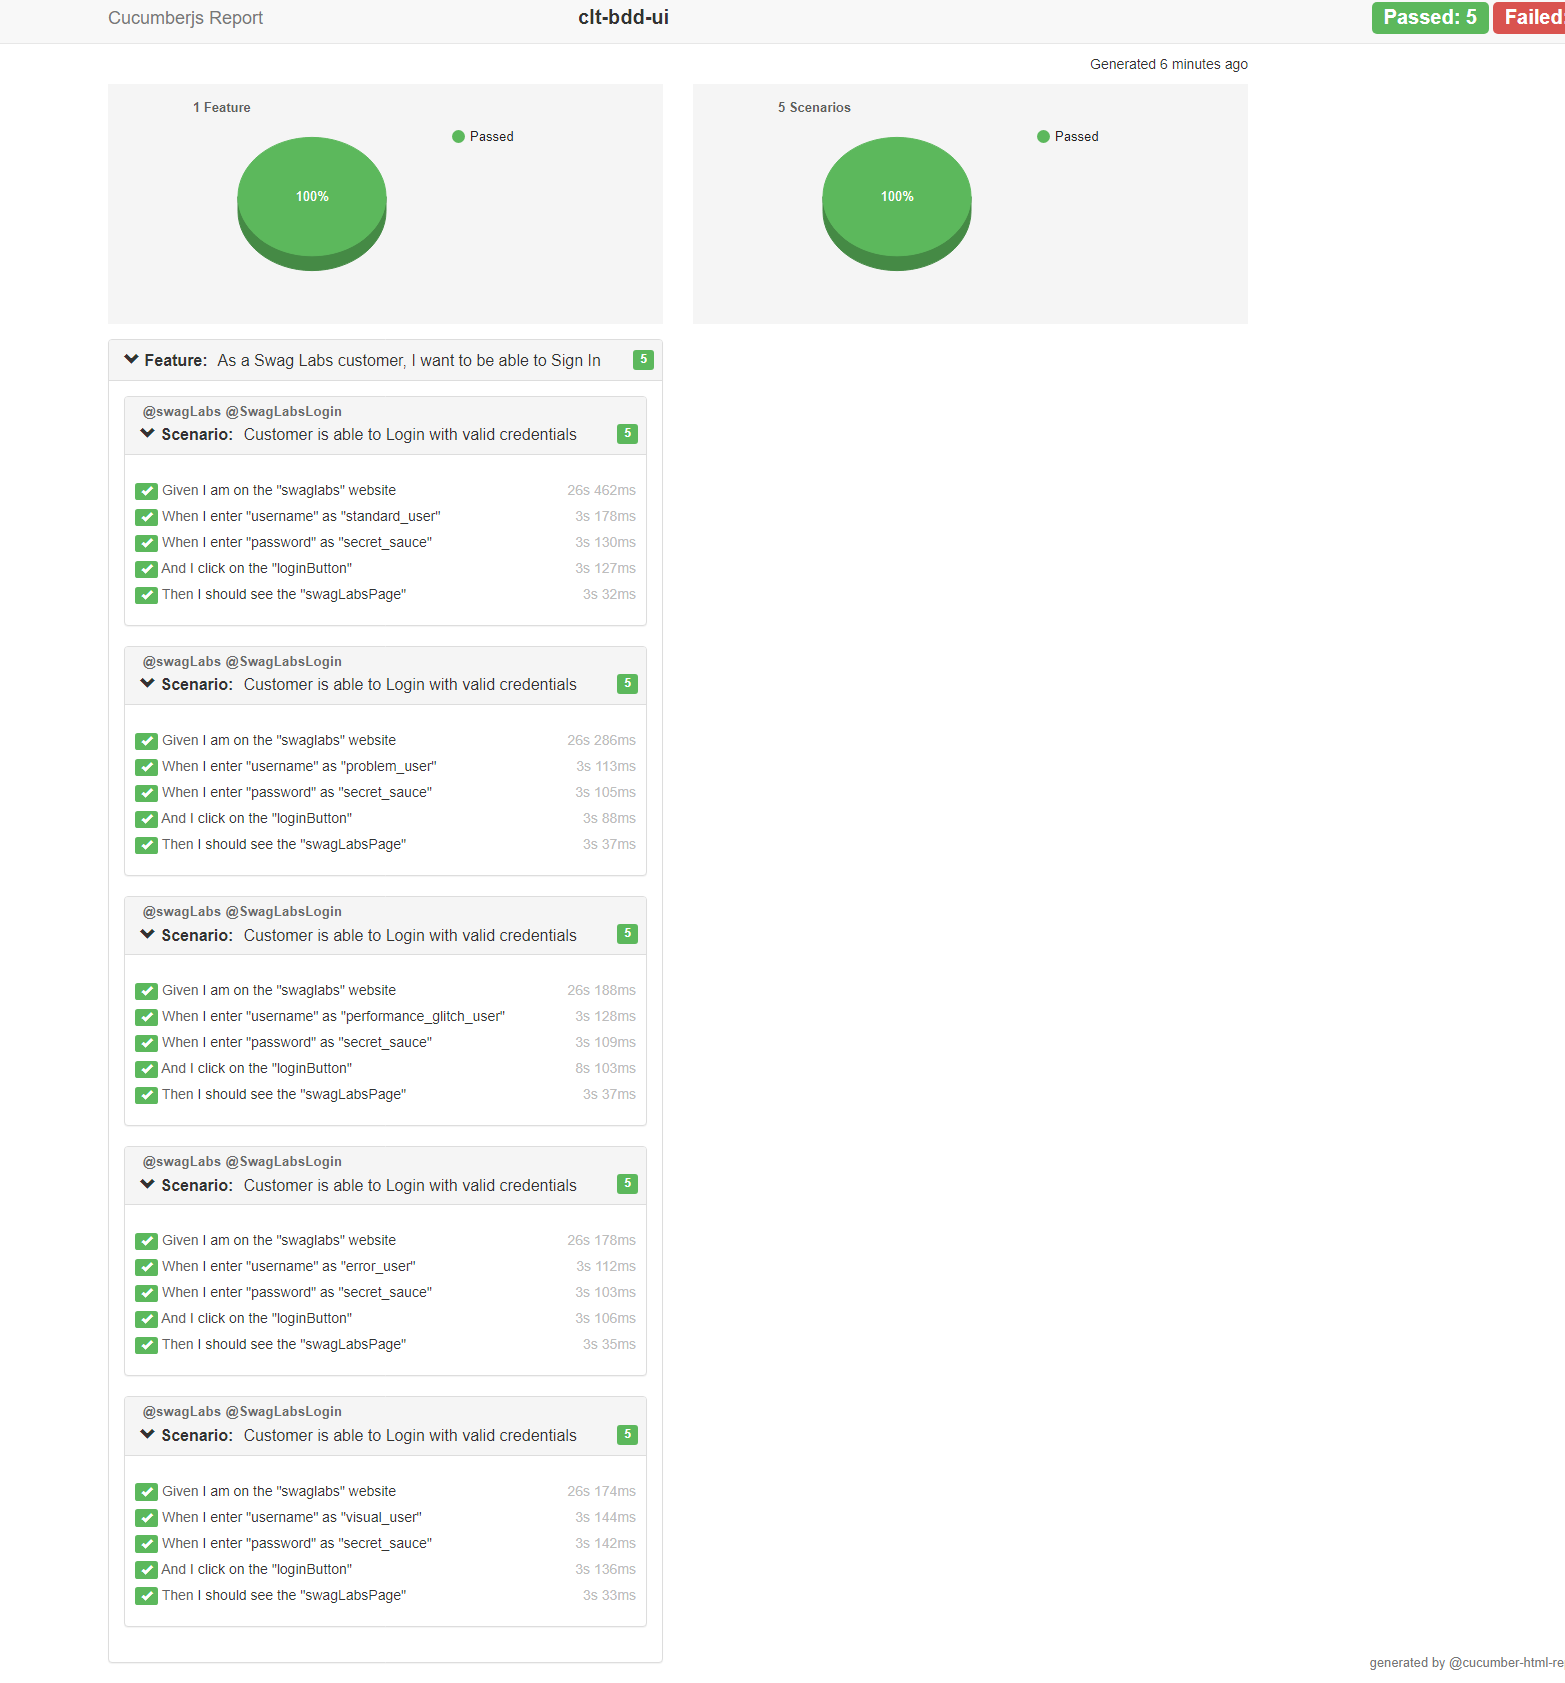 Cucumberjs Report clt-bdd-ui Passed: 5 Failed:
Generated 6 minutes ago
1 Feature
Passed
100%
5 Scenarios
Passed
100%
Feature: As a Swag Labs customer, I want to be able to Sign In 5
@swagLabs @SwagLabsLogin
Scenario: Customer is able to Login with valid credentials 5
Given I am on the "swaglabs" website 26s 462ms
When I enter "username" as "standard_user" 3s 178ms
When I enter "password" as "secret_sauce" 3s 130ms
And I click on the "loginButton" 3s 127ms
Then I should see the "swagLabsPage" 3s 32ms
@swagLabs @SwagLabsLogin
Scenario: Customer is able to Login with valid credentials 5
Given I am on the "swaglabs" website 26s 286ms
When I enter "username" as "problem_user" 3s 113ms
When I enter "password" as "secret_sauce" 3s 105ms
And I click on the "loginButton" 3s 88ms
Then I should see the "swagLabsPage" 3s 37ms
@swagLabs @SwagLabsLogin
Scenario: Customer is able to Login with valid credentials 5
Given I am on the "swaglabs" website 26s 188ms
When I enter "username" as "performance_glitch_user" 3s 128ms
When I enter "password" as "secret_sauce" 3s 109ms
And I click on the "loginButton" 8s 103ms
Then I should see the "swagLabsPage" 3s 37ms
@swagLabs @SwagLabsLogin
Scenario: Customer is able to Login with valid credentials 5
Given I am on the "swaglabs" website 26s 178ms
When I enter "username" as "error_user" 3s 112ms
When I enter "password" as "secret_sauce" 3s 103ms
And I click on the "loginButton" 3s 106ms
Then I should see the "swagLabsPage" 3s 35ms
@swagLabs @SwagLabsLogin
Scenario: Customer is able to Login with valid credentials 5
Given I am on the "swaglabs" website 26s 174ms
When I enter "username" as "visual_user" 3s 144ms
When I enter "password" as "secret_sauce" 3s 142ms
And I click on the "loginButton" 3s 136ms
Then I should see the "swagLabsPage" 3s 33ms
generated by @cucumber-html-re